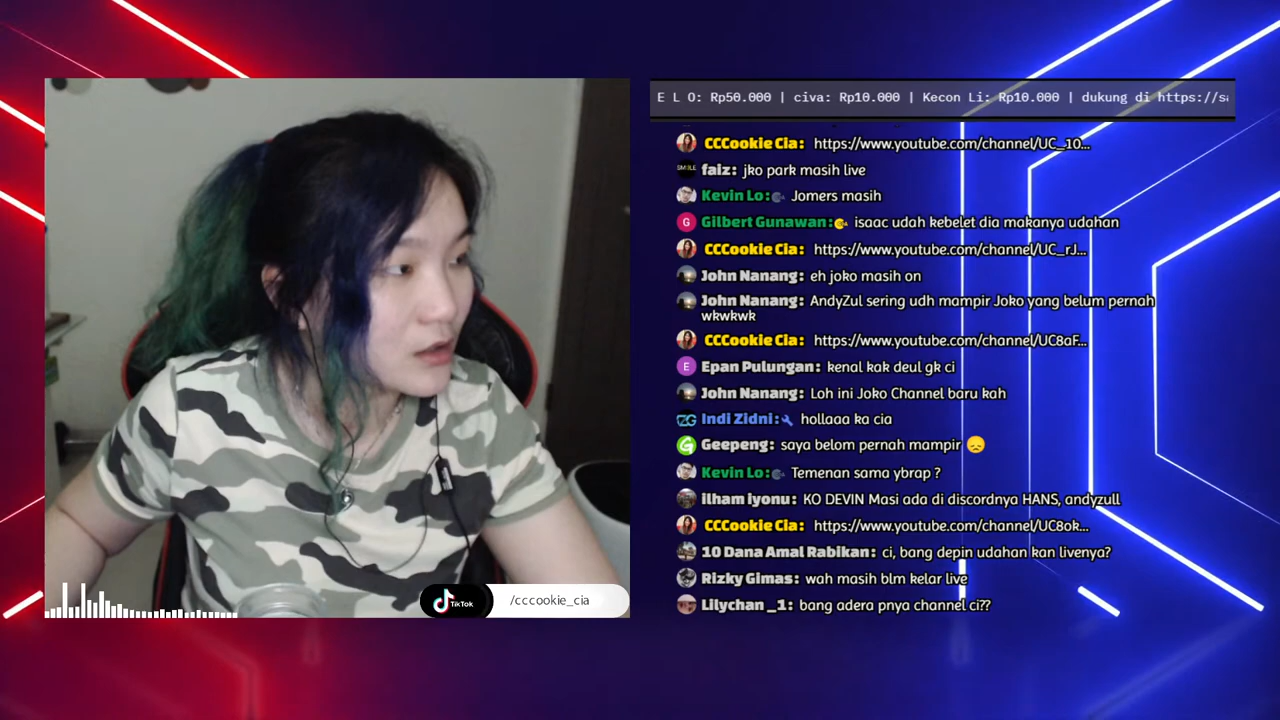 E L O: Rp50.000 | civa: Rp10.000 | Kecon Li: Rp10.000 | dukung di https://sa
CCCookie Cia: https://www.youtube.com/channel/UC_10...
SMILE faiz: jko park masih live
Kevin Lo: Jomers masih
G Gilbert Gunawan: isaac udah kebelet dia makanya udahan
CCCookie Cia: https://www.youtube.com/channel/UC_rJ...
John Nanang: eh joko masih on
John Nanang: AndyZul sering udh mampir Joko yang belum pernah
wkwkwk
CCCookie Cia: https://www.youtube.com/channel/UC8aF...
E Epan Pulungan: kenal kak deul gk ci
John Nanang: Loh ini Joko Channel baru kah
ZG Indi Zidni: hollaaa ka cia
G Geepeng: saya belom pernah mampir 😞
Kevin Lo: Temenan sama ybrap ?
ilham iyonu: KO DEVIN Masi ada di discordnya HANS, andyzull
CCCookie Cia: https://www.youtube.com/channel/UC8ok...
10 Dana Amal Rabikan: ci, bang depin udahan kan livenya?
Rizky Gimas: wah masih blm kelar live
Lilychan _1: bang adera pnya channel ci??
TikTok /cccookie_cia